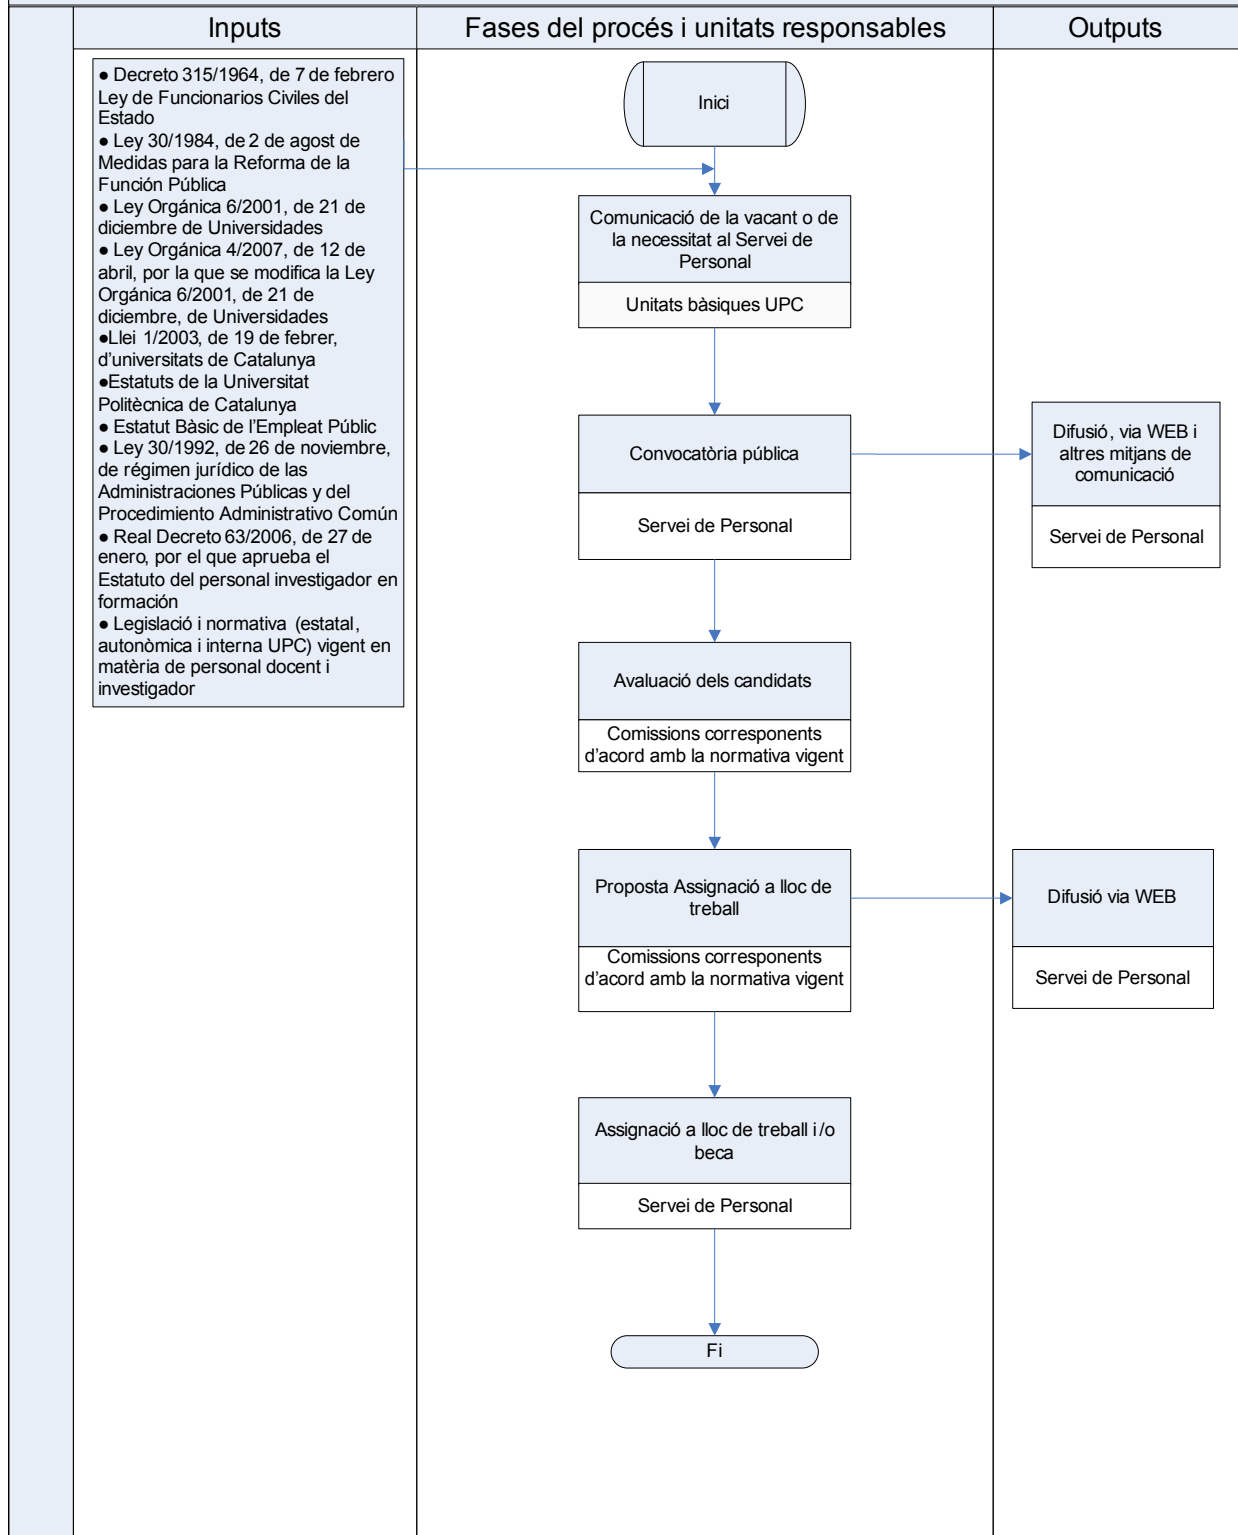 Inputs
Fases del procés i unitats responsables
Outputs
● Decreto 315/1964, de 7 de febrero
Ley de Funcionarios Civiles del
Estado
● Ley 30/1984, de 2 de agost de
Medidas para la Reforma de la
Función Pública
● Ley Orgánica 6/2001, de 21 de
diciembre de Universidades
● Ley Orgánica 4/2007, de 12 de
abril, por la que se modifica la Ley
Orgánica 6/2001, de 21 de
diciembre, de Universidades
●Llei 1/2003, de 19 de febrer,
d'universitats de Catalunya
●Estatuts de la Universitat
Politècnica de Catalunya
● Estatut Bàsic de l'Empleat Públic
● Ley 30/1992, de 26 de noviembre,
de régimen jurídico de las
Administraciones Públicas y del
Procedimiento Administrativo Común
● Real Decreto 63/2006, de 27 de
enero, por el que aprueba el
Estatuto del personal investigador en
formación
● Legislació i normativa (estatal,
autonòmica i interna UPC) vigent en
matèria de personal docent i
investigador
Inici
Comunicació de la vacant o de
la necessitat al Servei de
Personal
Unitats bàsiques UPC
Convocatòria pública
Servei de Personal
Difusió, via WEB i
altres mitjans de
comunicació
Servei de Personal
Avaluació dels candidats
Comissions corresponents
d'acord amb la normativa vigent
Proposta Assignació a lloc de
treball
Comissions corresponents
d'acord amb la normativa vigent
Difusió via WEB
Servei de Personal
Assignació a lloc de treball i/o
beca
Servei de Personal
Fi